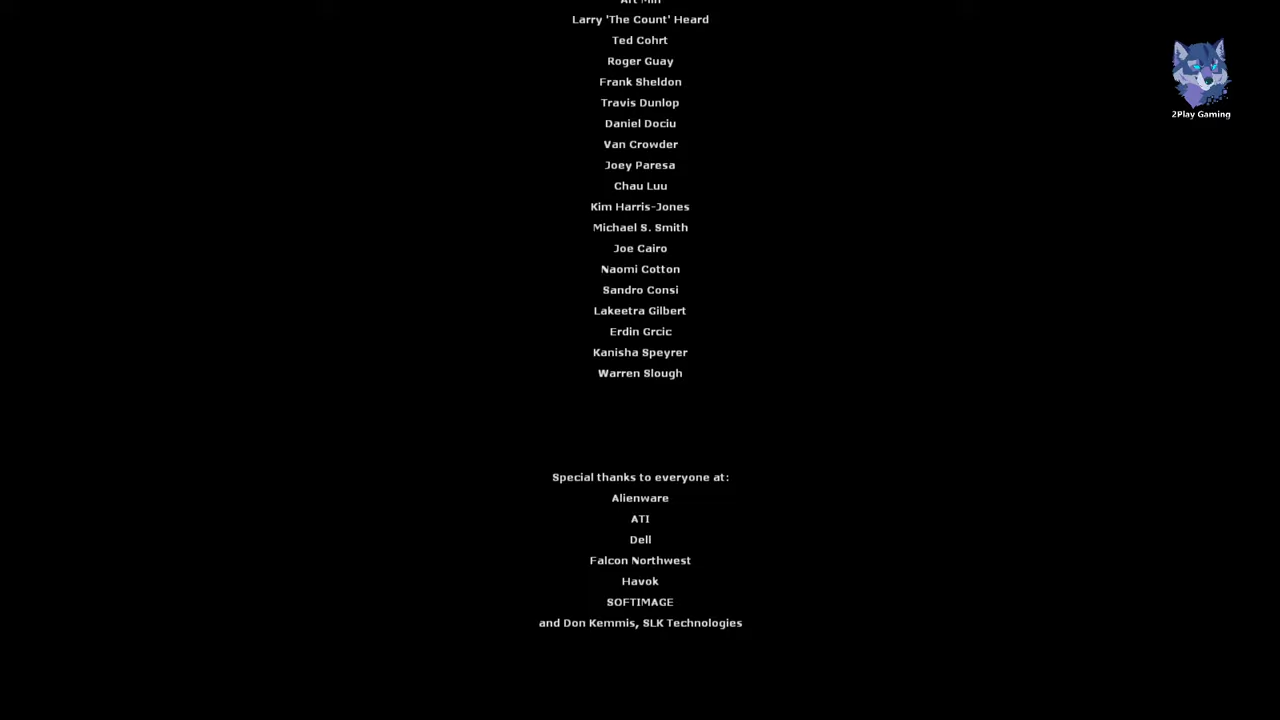 Larry 'The Count' Heard
Ted Cohrt
Roger Guay
Frank Sheldon
Travis Dunlop
Daniel Dociu
Van Crowder
Joey Paresa
Chau Luu
Kim Harris-Jones
Michael S. Smith
Joe Cairo
Naomi Cotton
Sandro Consi
Lakeetra Gilbert
Erdin Grcic
Kanisha Speyrer
Warren Slough
Special thanks to everyone at:
Alienware
ATI
Dell
Falcon Northwest
Havok
SOFTIMAGE
and Don Kemmis, SLK Technologies
2Play Gaming